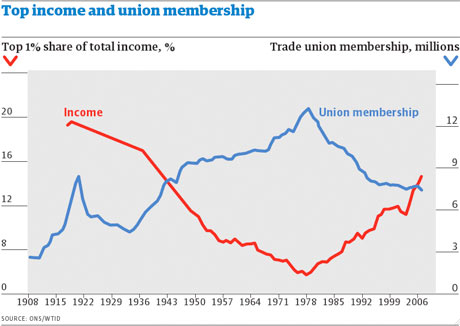 Top income and union membership
Top 1% share of total income, %
Trade union membership, millions
Income
Union membership
20
16
12
8
0
12
9
6
3
0
1908 1915 1922 1929 1936 1943 1950 1957 1964 1971 1978 1985 1992 1999 2006
SOURCE: ONS/WTID